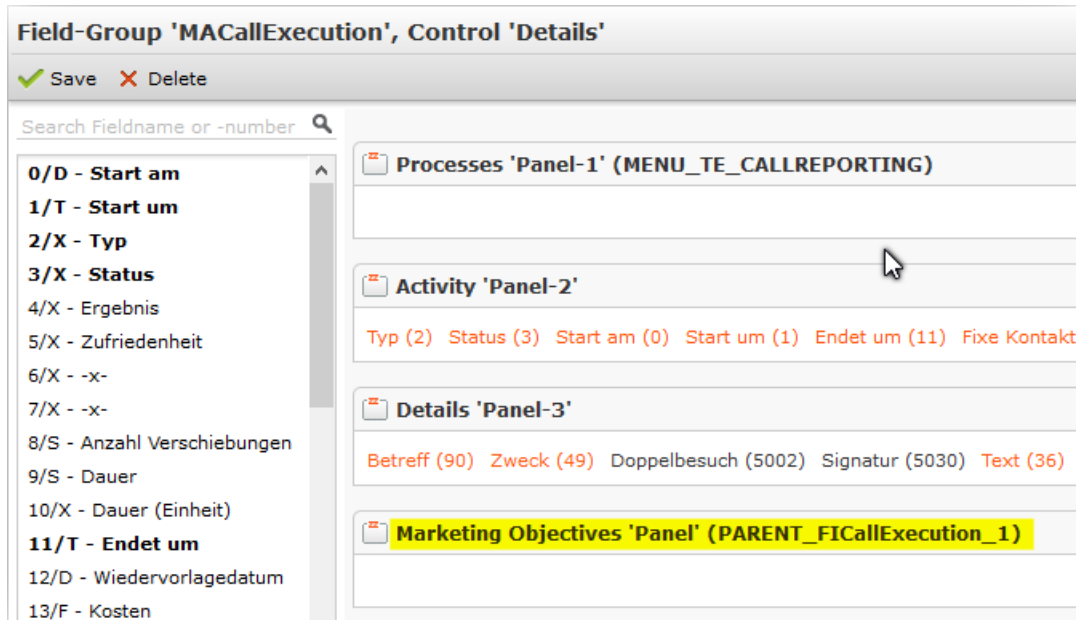 Field-Group 'MACallExecution', Control 'Details'
Save Delete
Search Fieldname or -number
0/D - Start am
1/T - Start um
2/X - Typ
3/X - Status
4/X - Ergebnis
5/X - Zufriedenheit
6/X - -x-
7/X - -x-
8/S - Anzahl Verschiebungen
9/S - Dauer
10/X - Dauer (Einheit)
11/T - Endet um
12/D - Wiedervorlagedatum
13/F - Kosten
Processes 'Panel-1' (MENU_TE_CALLREPORTING)
Activity 'Panel-2'
Typ (2) Status (3) Start am (0) Start um (1) Endet um (11) Fixe Kontakt
Details 'Panel-3'
Betreff (90) Zweck (49) Doppelbesuch (5002) Signatur (5030) Text (36)
Marketing Objectives 'Panel' (PARENT_FICallExecution_1)